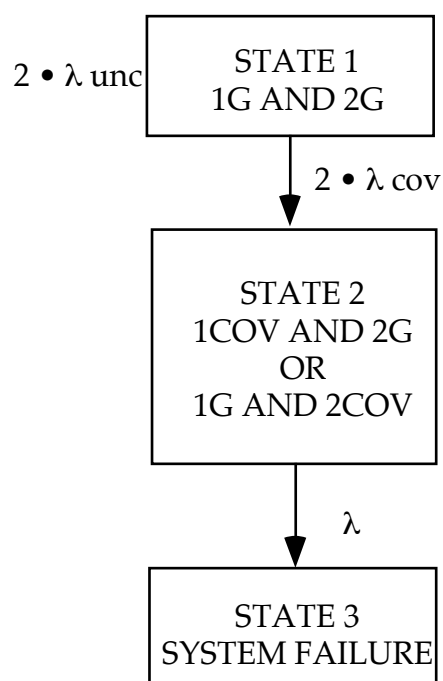 STATE 1
2 • λ unc
1G AND 2G
2 • λ cov
STATE 2
1COV AND 2G
OR
1G AND 2COV
λ
STATE 3
SYSTEM FAILURE